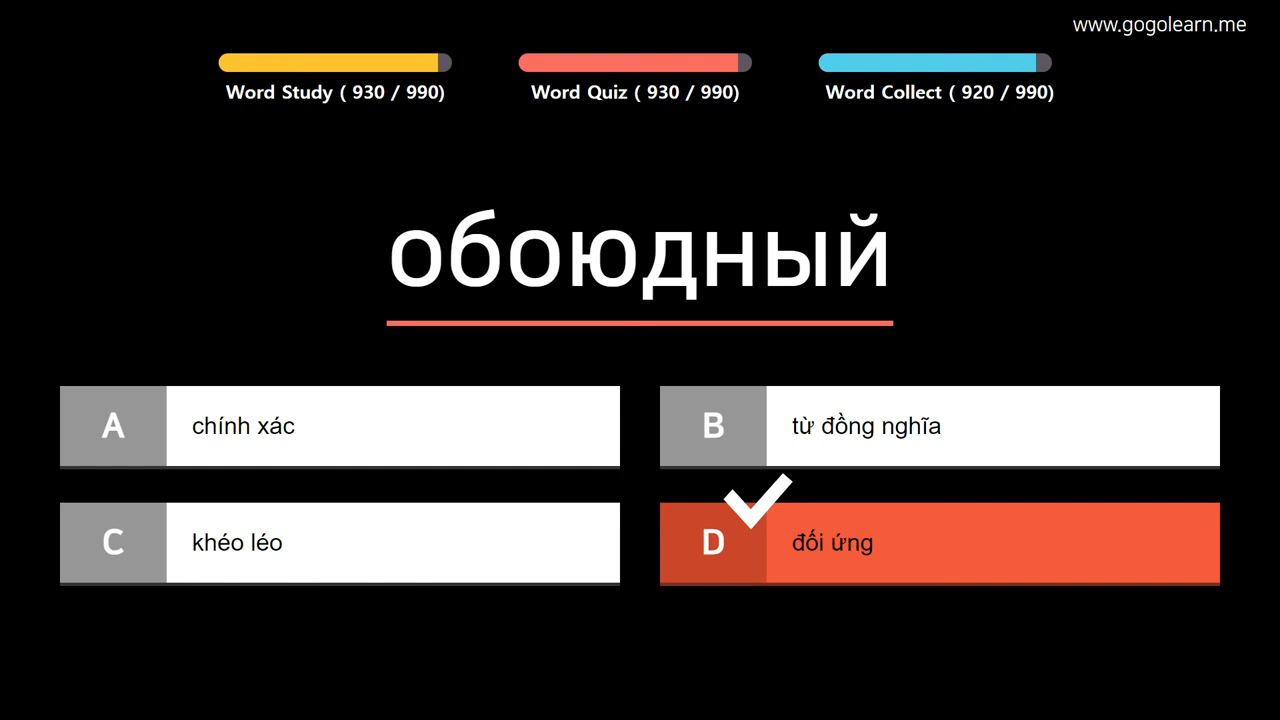 www.gogolearn.me
Word Study ( 930 / 990)
Word Quiz ( 930 / 990)
Word Collect ( 920 / 990)
обоюдный
A chính xác
B từ đồng nghĩa
C khéo léo
D đối ứng